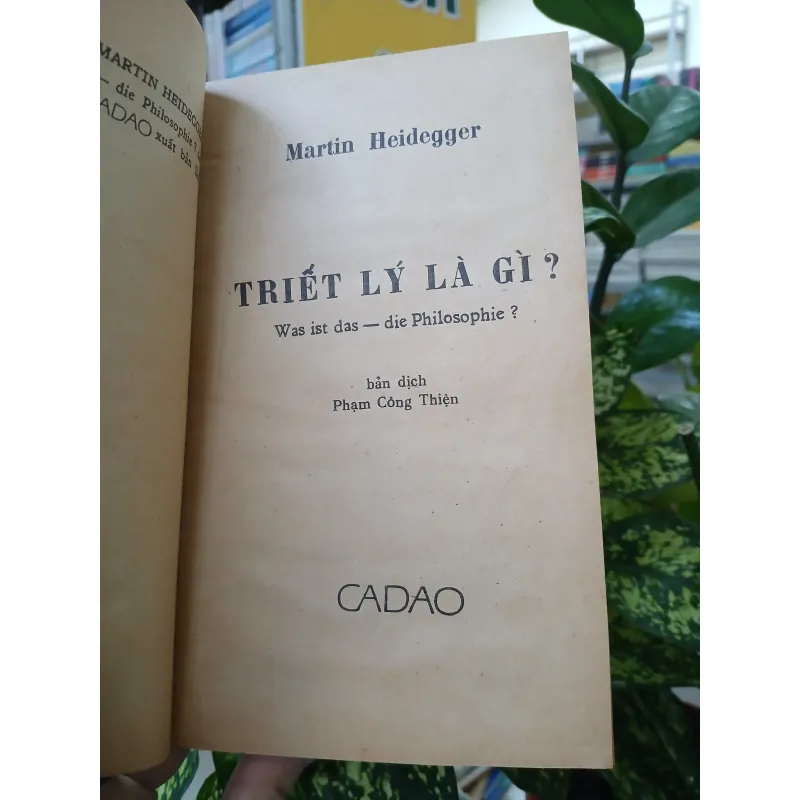 MARTIN HEIDEGG
— die Philosophie ?
CADAO xuất bản
Martin Heidegger
TRIẾT LÝ LÀ GÌ ?
Was ist das — die Philosophie ?
bản dịch
Phạm Công Thiện
CADAO